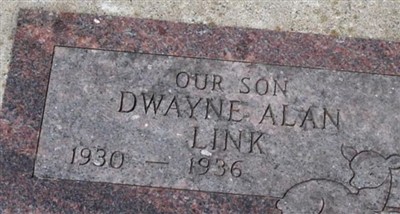 OUR SON
DWAYNE ALAN
LINK
1930 — 1936